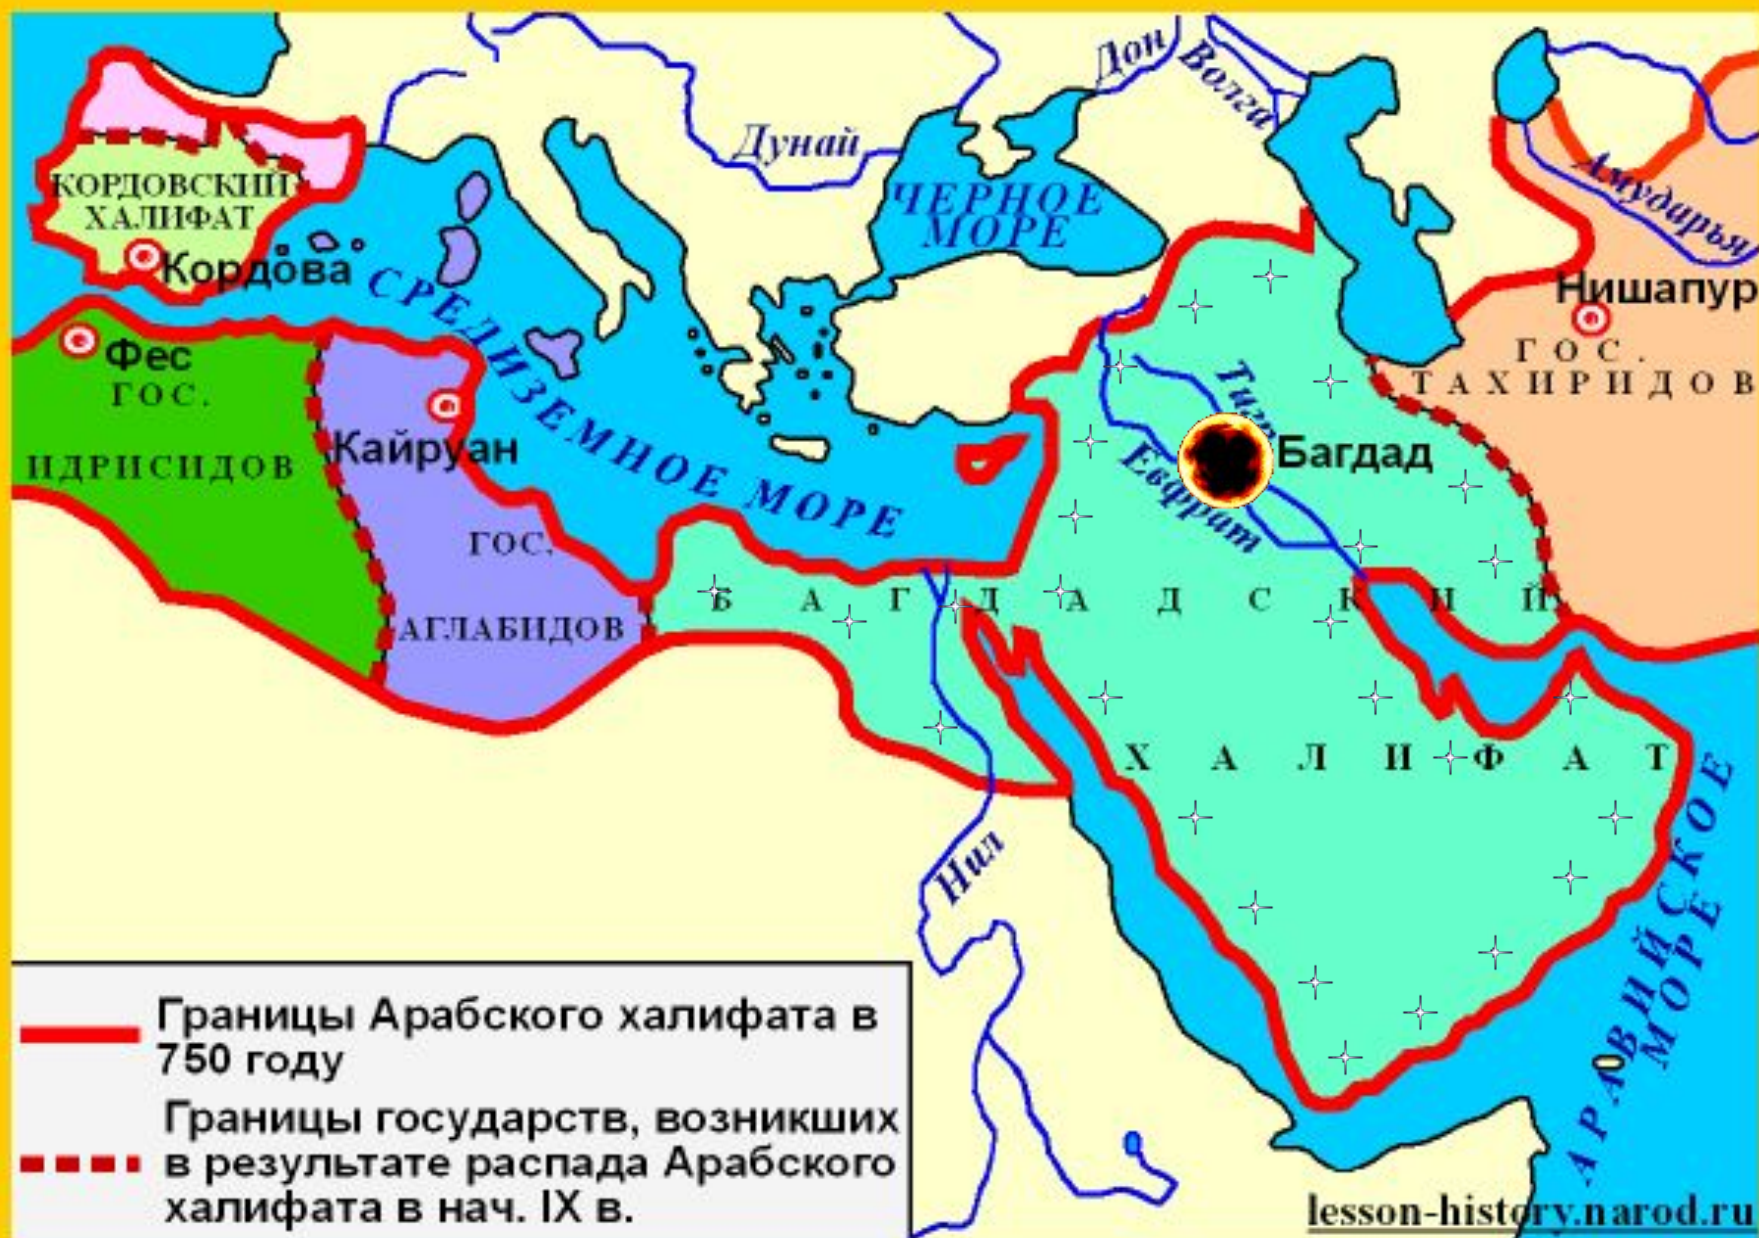 Дон
Волга
Дунай
ЧЕРНОЕ
МОРЕ
Амударья
КОРДОВСКИЙ
ХАЛИФАТ
Кордова
СРЕДИЗЕМНОЕ МОРЕ
Нишапур
ГОС.
ТАХИРИДОВ
Фес
ГОС.
ИДРИСИДОВ
Кайруан
ГОС.
АГЛАБИДОВ
Тигр
Евфрат
Багдад
БАГДАДСКИЙ
ХАЛИФАТ
Нил
АРАВИЙСКОЕ
МОРЕ
Границы Арабского халифата в
750 году
Границы государств, возникших
в результате распада Арабского
халифата в нач. IX в.
lesson-history.narod.ru